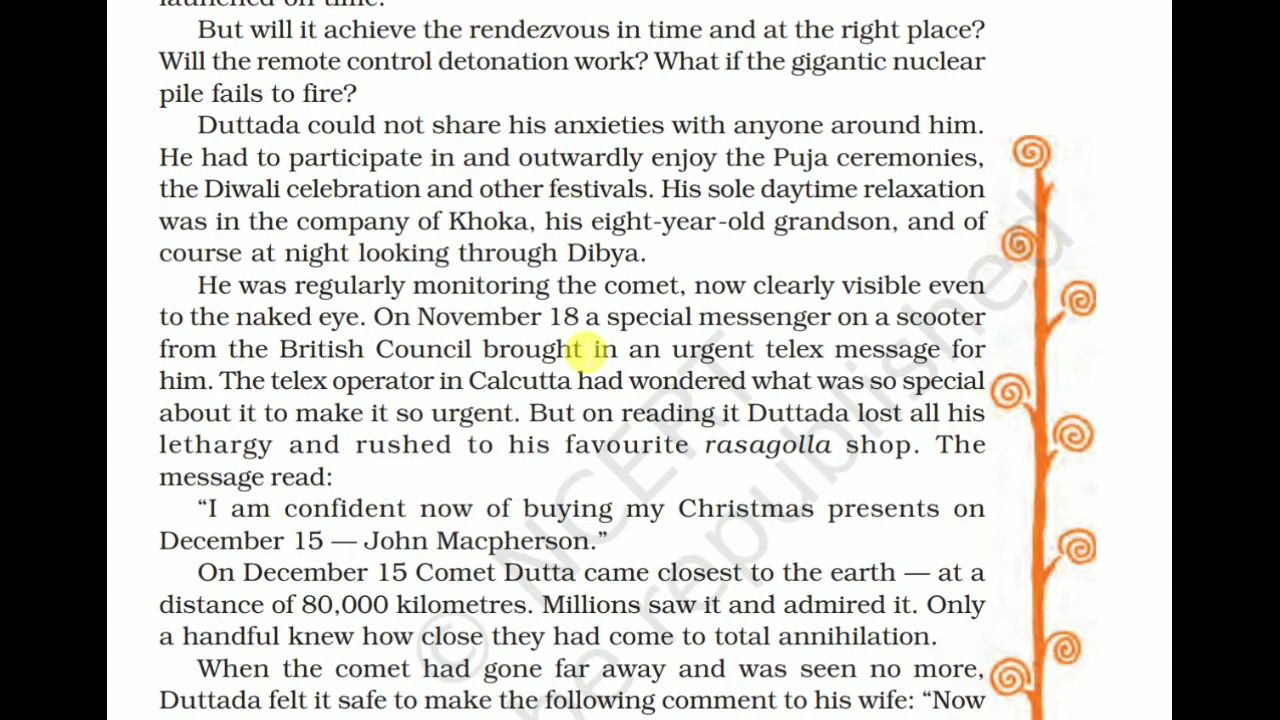 launched on time.
But will it achieve the rendezvous in time and at the right place?
Will the remote control detonation work? What if the gigantic nuclear
pile fails to fire?
Duttada could not share his anxieties with anyone around him.
He had to participate in and outwardly enjoy the Puja ceremonies,
the Diwali celebration and other festivals. His sole daytime relaxation
was in the company of Khoka, his eight-year-old grandson, and of
course at night looking through Dibya.
He was regularly monitoring the comet, now clearly visible even
to the naked eye. On November 18 a special messenger on a scooter
from the British Council brought in an urgent telex message for
him. The telex operator in Calcutta had wondered what was so special
about it to make it so urgent. But on reading it Duttada lost all his
lethargy and rushed to his favourite rasagolla shop. The
message read:
“I am confident now of buying my Christmas presents on
December 15 — John Macpherson.”
On December 15 Comet Dutta came closest to the earth — at a
distance of 80,000 kilometres. Millions saw it and admired it. Only
a handful knew how close they had come to total annihilation.
When the comet had gone far away and was seen no more,
Duttada felt it safe to make the following comment to his wife: “Now
© NCERT
be republished